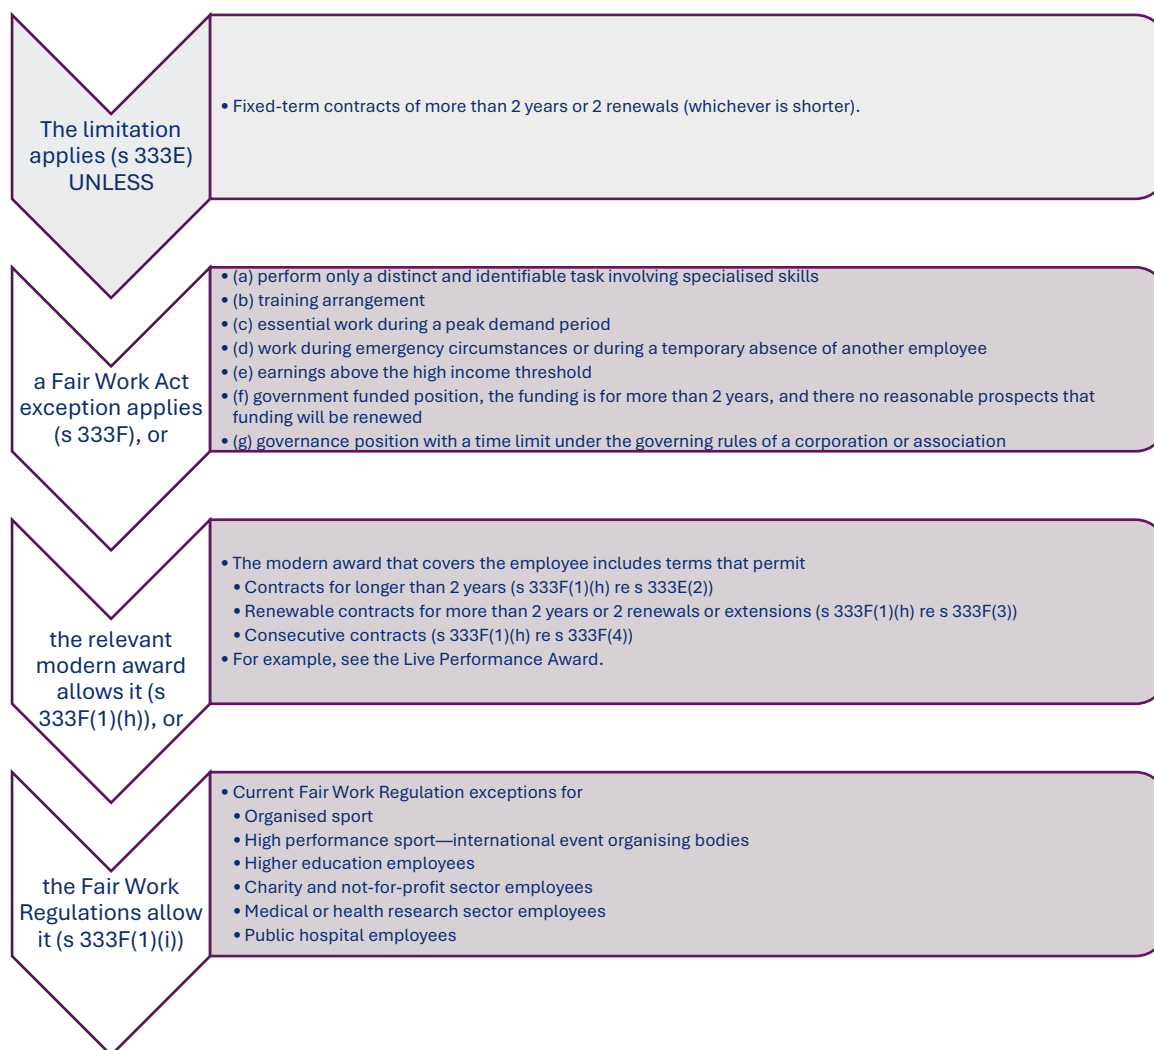 The limitation
applies (s 333E)
UNLESS
• Fixed-term contracts of more than 2 years or 2 renewals (whichever is shorter).
a Fair Work Act
exception applies
(s 333F), or
• (a) perform only a distinct and identifiable task involving specialised skills
• (b) training arrangement
• (c) essential work during a peak demand period
• (d) work during emergency circumstances or during a temporary absence of another employee
• (e) earnings above the high income threshold
• (f) government funded position, the funding is for more than 2 years, and there no reasonable prospects that
funding will be renewed
• (g) governance position with a time limit under the governing rules of a corporation or association
the relevant
modern award
allows it (s
333F(1)(h)), or
• The modern award that covers the employee includes terms that permit
• Contracts for longer than 2 years (s 333F(1)(h) re s 333E(2))
• Renewable contracts for more than 2 years or 2 renewals or extensions (s 333F(1)(h) re s 333F(3))
• Consecutive contracts (s 333F(1)(h) re s 333F(4))
• For example, see the Live Performance Award.
the Fair Work
Regulations allow
it (s 333F(1)(i))
• Current Fair Work Regulation exceptions for
• Organised sport
• High performance sport—international event organising bodies
• Higher education employees
• Charity and not-for-profit sector employees
• Medical or health research sector employees
• Public hospital employees